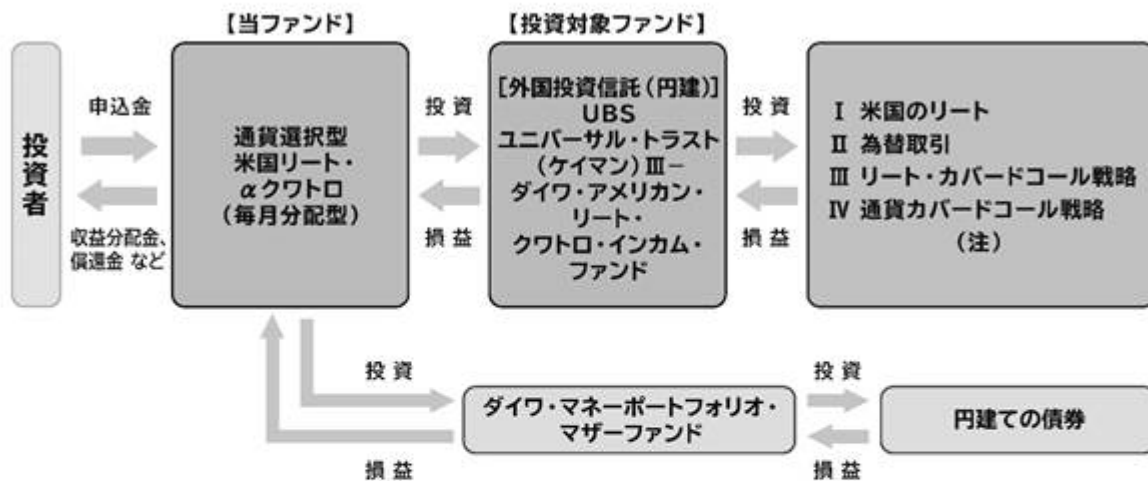 【当ファンド】
【投資対象ファンド】
投資者
申込金
収益分配金、
償還金 など
通貨選択型
米国リート・
αクワトロ
(毎月分配型)
投 資
損 益
[外国投資信託(円建)]
UBS
ユニバーサル・トラスト
(ケイマン)Ⅲ−
ダイワ・アメリカン・
リート・
クワトロ・インカム・
ファンド
投 資
損 益
Ⅰ 米国のリート
Ⅱ 為替取引
Ⅲ リート・カバードコール戦略
Ⅳ 通貨カバードコール戦略
(注)
投 資
損 益
ダイワ・マネーポートフォリオ・
マザーファンド
投 資
損 益
円建ての債券